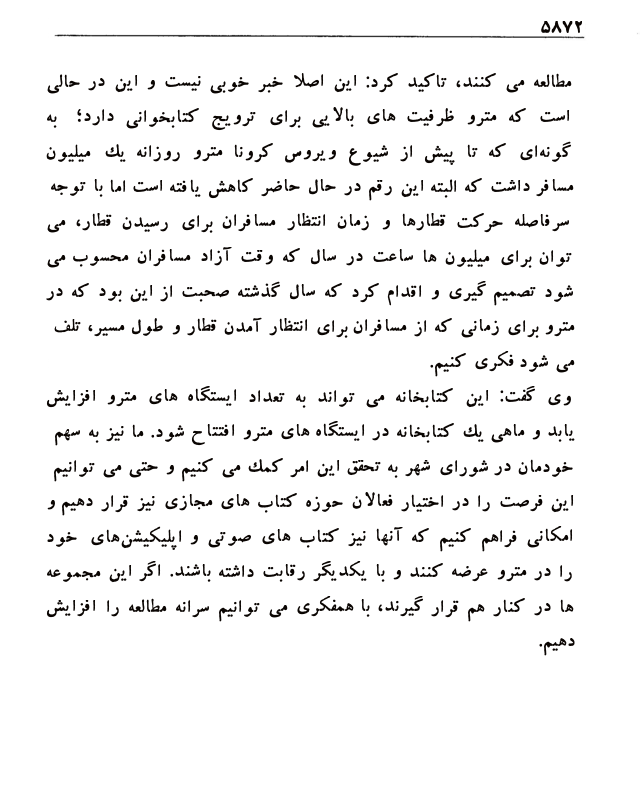 ۵۸۷۲
مطالعه می کنند، تاکید کرد: این اصلا خبر خوبی نیست و این در حالی
است که مترو ظرفیت های بالایی برای ترویج کتابخوانی دارد؛ به
گونه‌ای که تا پیش از شیوع ویروس کرونا مترو روزانه یك میلیون
مسافر داشت که البته این رقم در حال حاضر کاهش یافته است اما با توجه
سرفاصله حرکت قطارها و زمان انتظار مسافران برای رسیدن قطار، می
توان برای میلیون ها ساعت در سال که وقت آزاد مسافران محسوب می
شود تصمیم گیری و اقدام کرد که سال گذشته صحبت از این بود که در
مترو برای زمانی که از مسافران برای انتظار آمدن قطار و طول مسیر، تلف
می شود فکری کنیم.
وی گفت: این کتابخانه می تواند به تعداد ایستگاه های مترو افزایش
یابد و ماهی یك کتابخانه در ایستگاه های مترو افتتاح شود. ما نیز به سهم
خودمان در شورای شهر به تحقق این امر کمك می کنیم و حتی می توانیم
این فرصت را در اختیار فعالان حوزه کتاب های مجازی نیز قرار دهیم و
امکانی فراهم کنیم که آنها نیز کتاب های صوتی و اپلیکیشن‌های خود
را در مترو عرضه کنند و با یکدیگر رقابت داشته باشند. اگر این مجموعه
ها در کنار هم قرار گیرند، با همفکری می توانیم سرانه مطالعه را افزایش
دهیم.